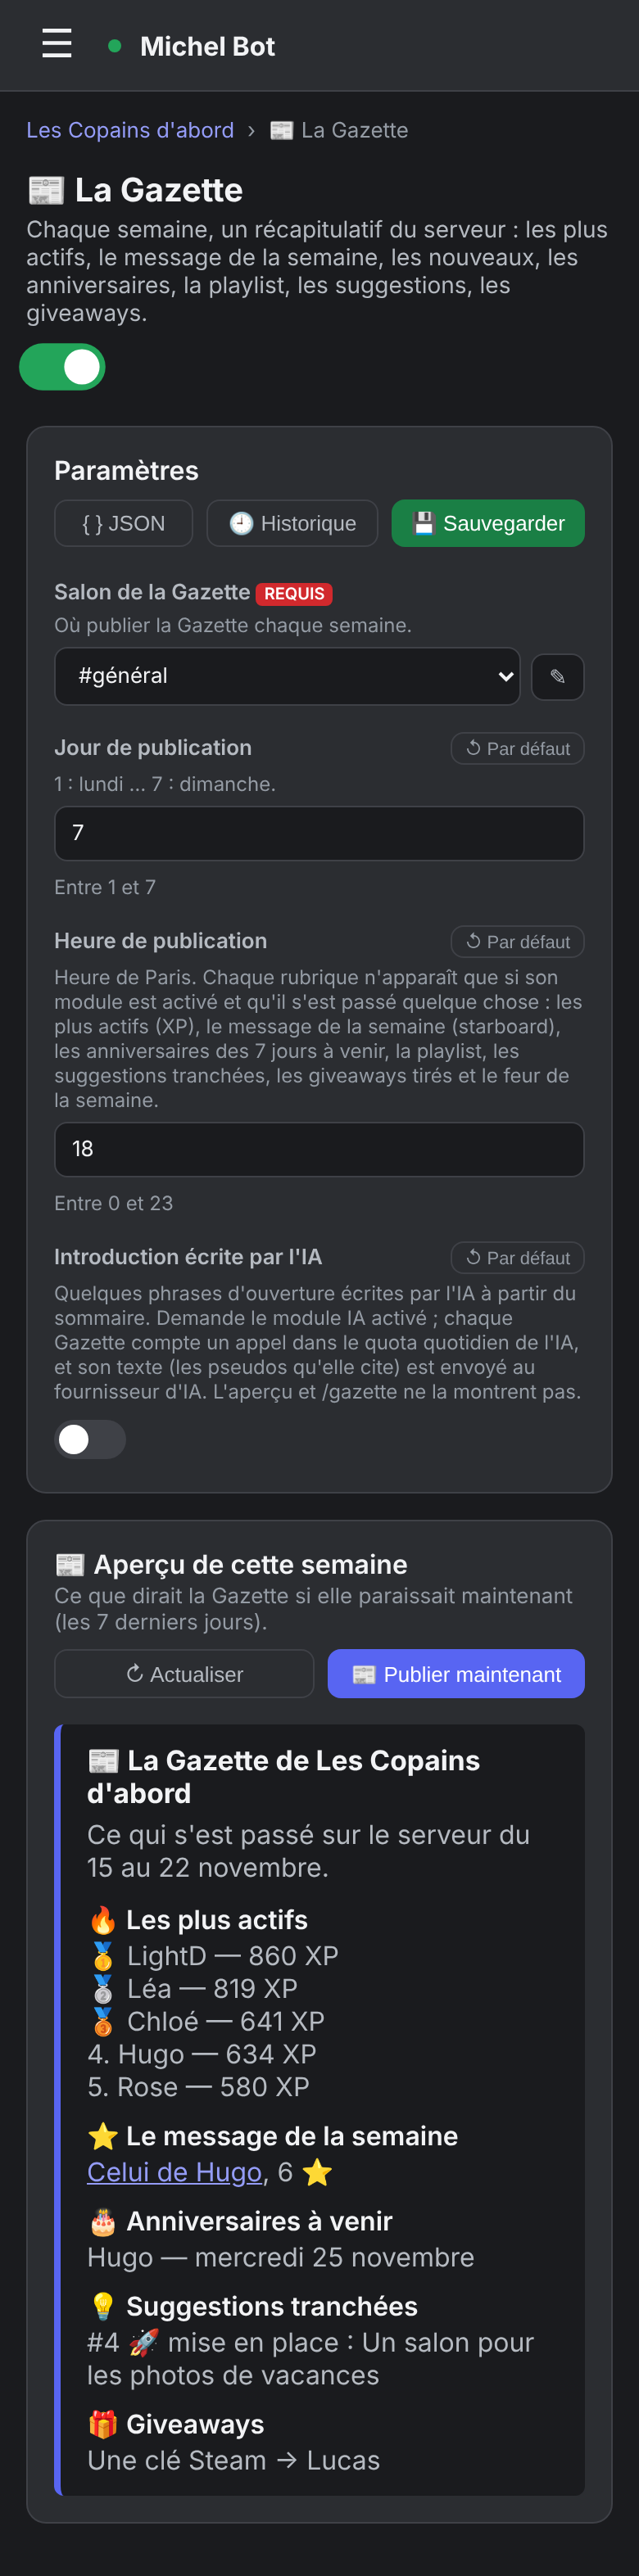 ☰ Michel Bot
Les Copains d'abord › 📰 La Gazette
📰 La Gazette
Chaque semaine, un récapitulatif du serveur : les plus
actifs, le message de la semaine, les nouveaux, les
anniversaires, la playlist, les suggestions, les
giveaways.
Paramètres
{ } JSON
🕘 Historique
💾 Sauvegarder
Salon de la Gazette REQUIS
Où publier la Gazette chaque semaine.
#général
✎
Jour de publication
↺ Par défaut
1 : lundi … 7 : dimanche.
7
Entre 1 et 7
Heure de publication
↺ Par défaut
Heure de Paris. Chaque rubrique n'apparaît que si son
module est activé et qu'il s'est passé quelque chose : les
plus actifs (XP), le message de la semaine (starboard),
les anniversaires des 7 jours à venir, la playlist, les
suggestions tranchées, les giveaways tirés et le feur de
la semaine.
18
Entre 0 et 23
Introduction écrite par l'IA
↺ Par défaut
Quelques phrases d'ouverture écrites par l'IA à partir du
sommaire. Demande le module IA activé ; chaque
Gazette compte un appel dans le quota quotidien de l'IA,
et son texte (les pseudos qu'elle cite) est envoyé au
fournisseur d'IA. L'aperçu et /gazette ne la montrent pas.
📰 Aperçu de cette semaine
Ce que dirait la Gazette si elle paraissait maintenant
(les 7 derniers jours).
↻ Actualiser
📰 Publier maintenant
📰 La Gazette de Les Copains
d'abord
Ce qui s'est passé sur le serveur du
15 au 22 novembre.
🔥 Les plus actifs
🥇 LightD — 860 XP
🥈 Léa — 819 XP
🥉 Chloé — 641 XP
4. Hugo — 634 XP
5. Rose — 580 XP
⭐ Le message de la semaine
Celui de Hugo, 6 ⭐
🎂 Anniversaires à venir
Hugo — mercredi 25 novembre
💡 Suggestions tranchées
#4 🚀 mise en place : Un salon pour
les photos de vacances
🎁 Giveaways
Une clé Steam → Lucas